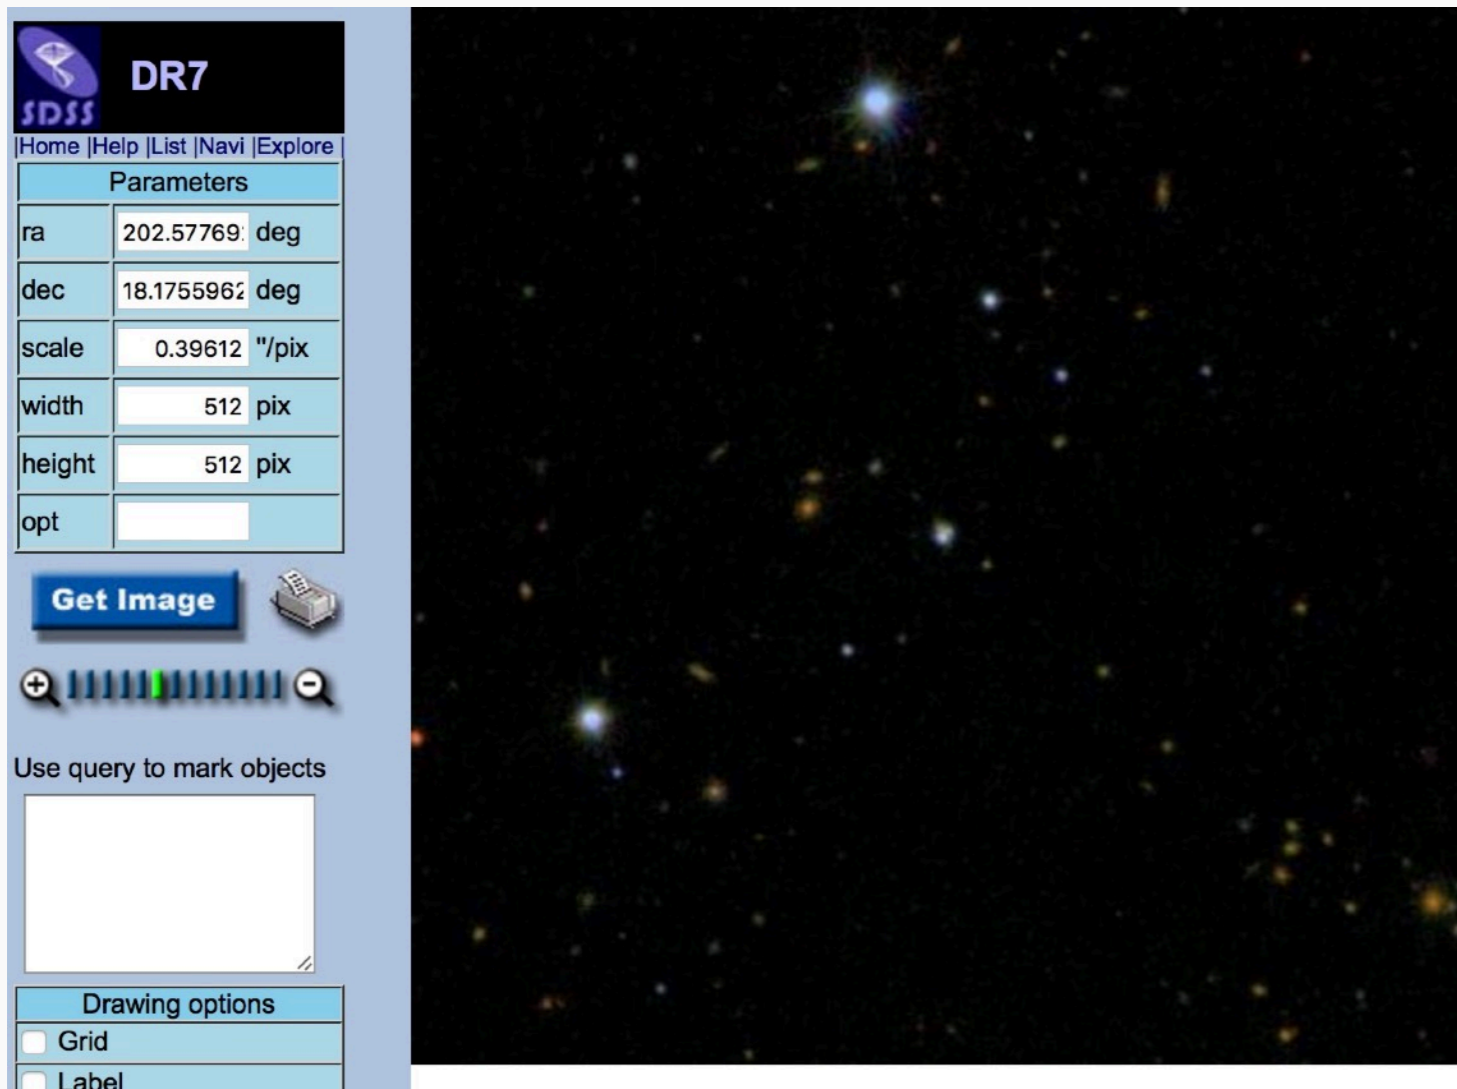 SDSS
DR7
|Home |Help |List |Navi |Explore |
Parameters
ra 202.57769 deg
dec 18.1755962 deg
scale 0.39612 "/pix
width 512 pix
height 512 pix
opt
Get Image
Use query to mark objects
Drawing options
Grid
Label